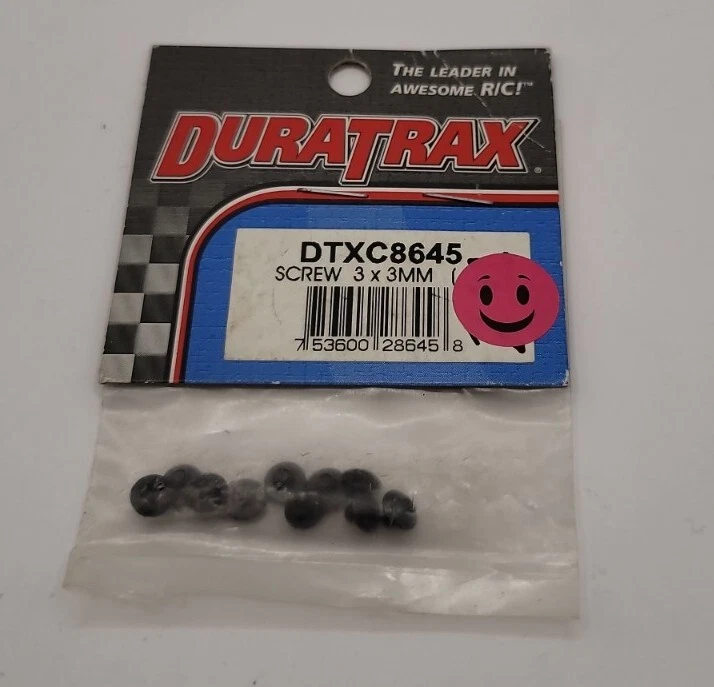 THE LEADER IN
AWESOME R/C!™
DURATRAX®
DTXC8645
SCREW 3 x 3MM (
7 53600 28645 8